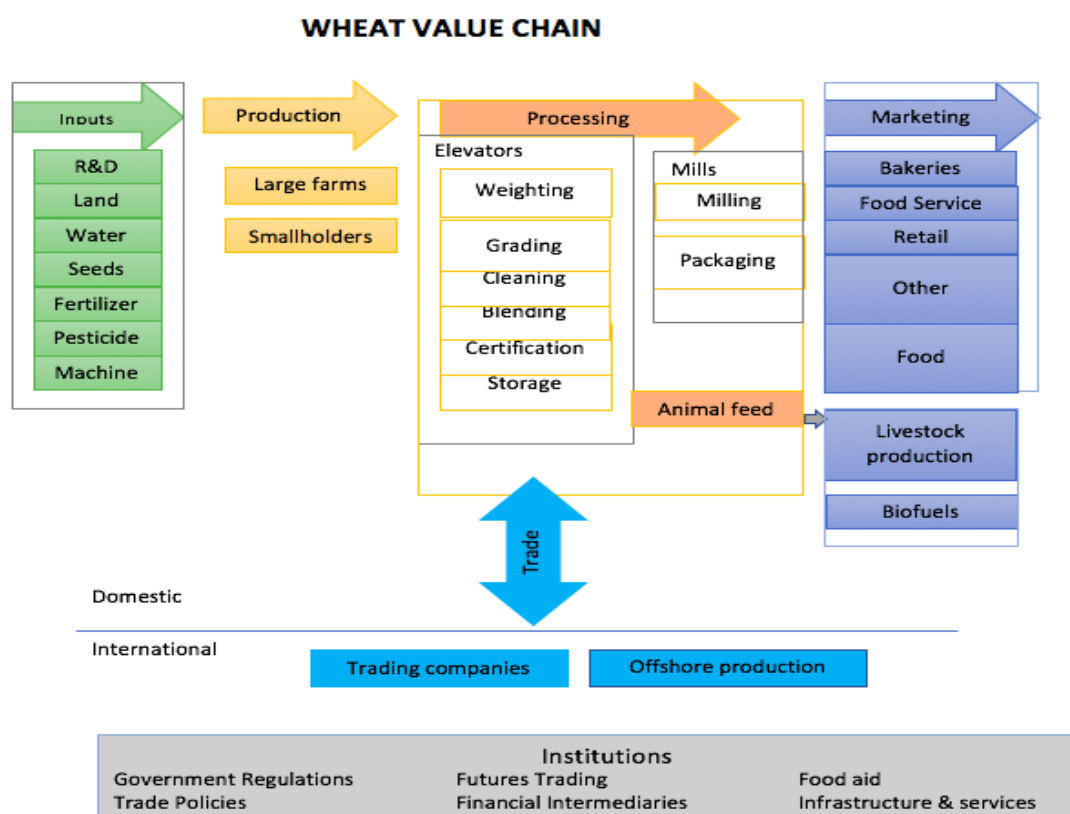 WHEAT VALUE CHAIN
Inputs
R&D
Land
Water
Seeds
Fertilizer
Pesticide
Machine
Production
Large farms
Smallholders
Processing
Elevators
Weighting
Grading
Cleaning
Blending
Certification
Storage
Mills
Milling
Packaging
Animal feed
Marketing
Bakeries
Food Service
Retail
Other
Food
Livestock
production
Biofuels
Trade
Domestic
International
Trading companies
Offshore production
Institutions
Government Regulations
Futures Trading
Food aid
Trade Policies
Financial Intermediaries
Infrastructure & services